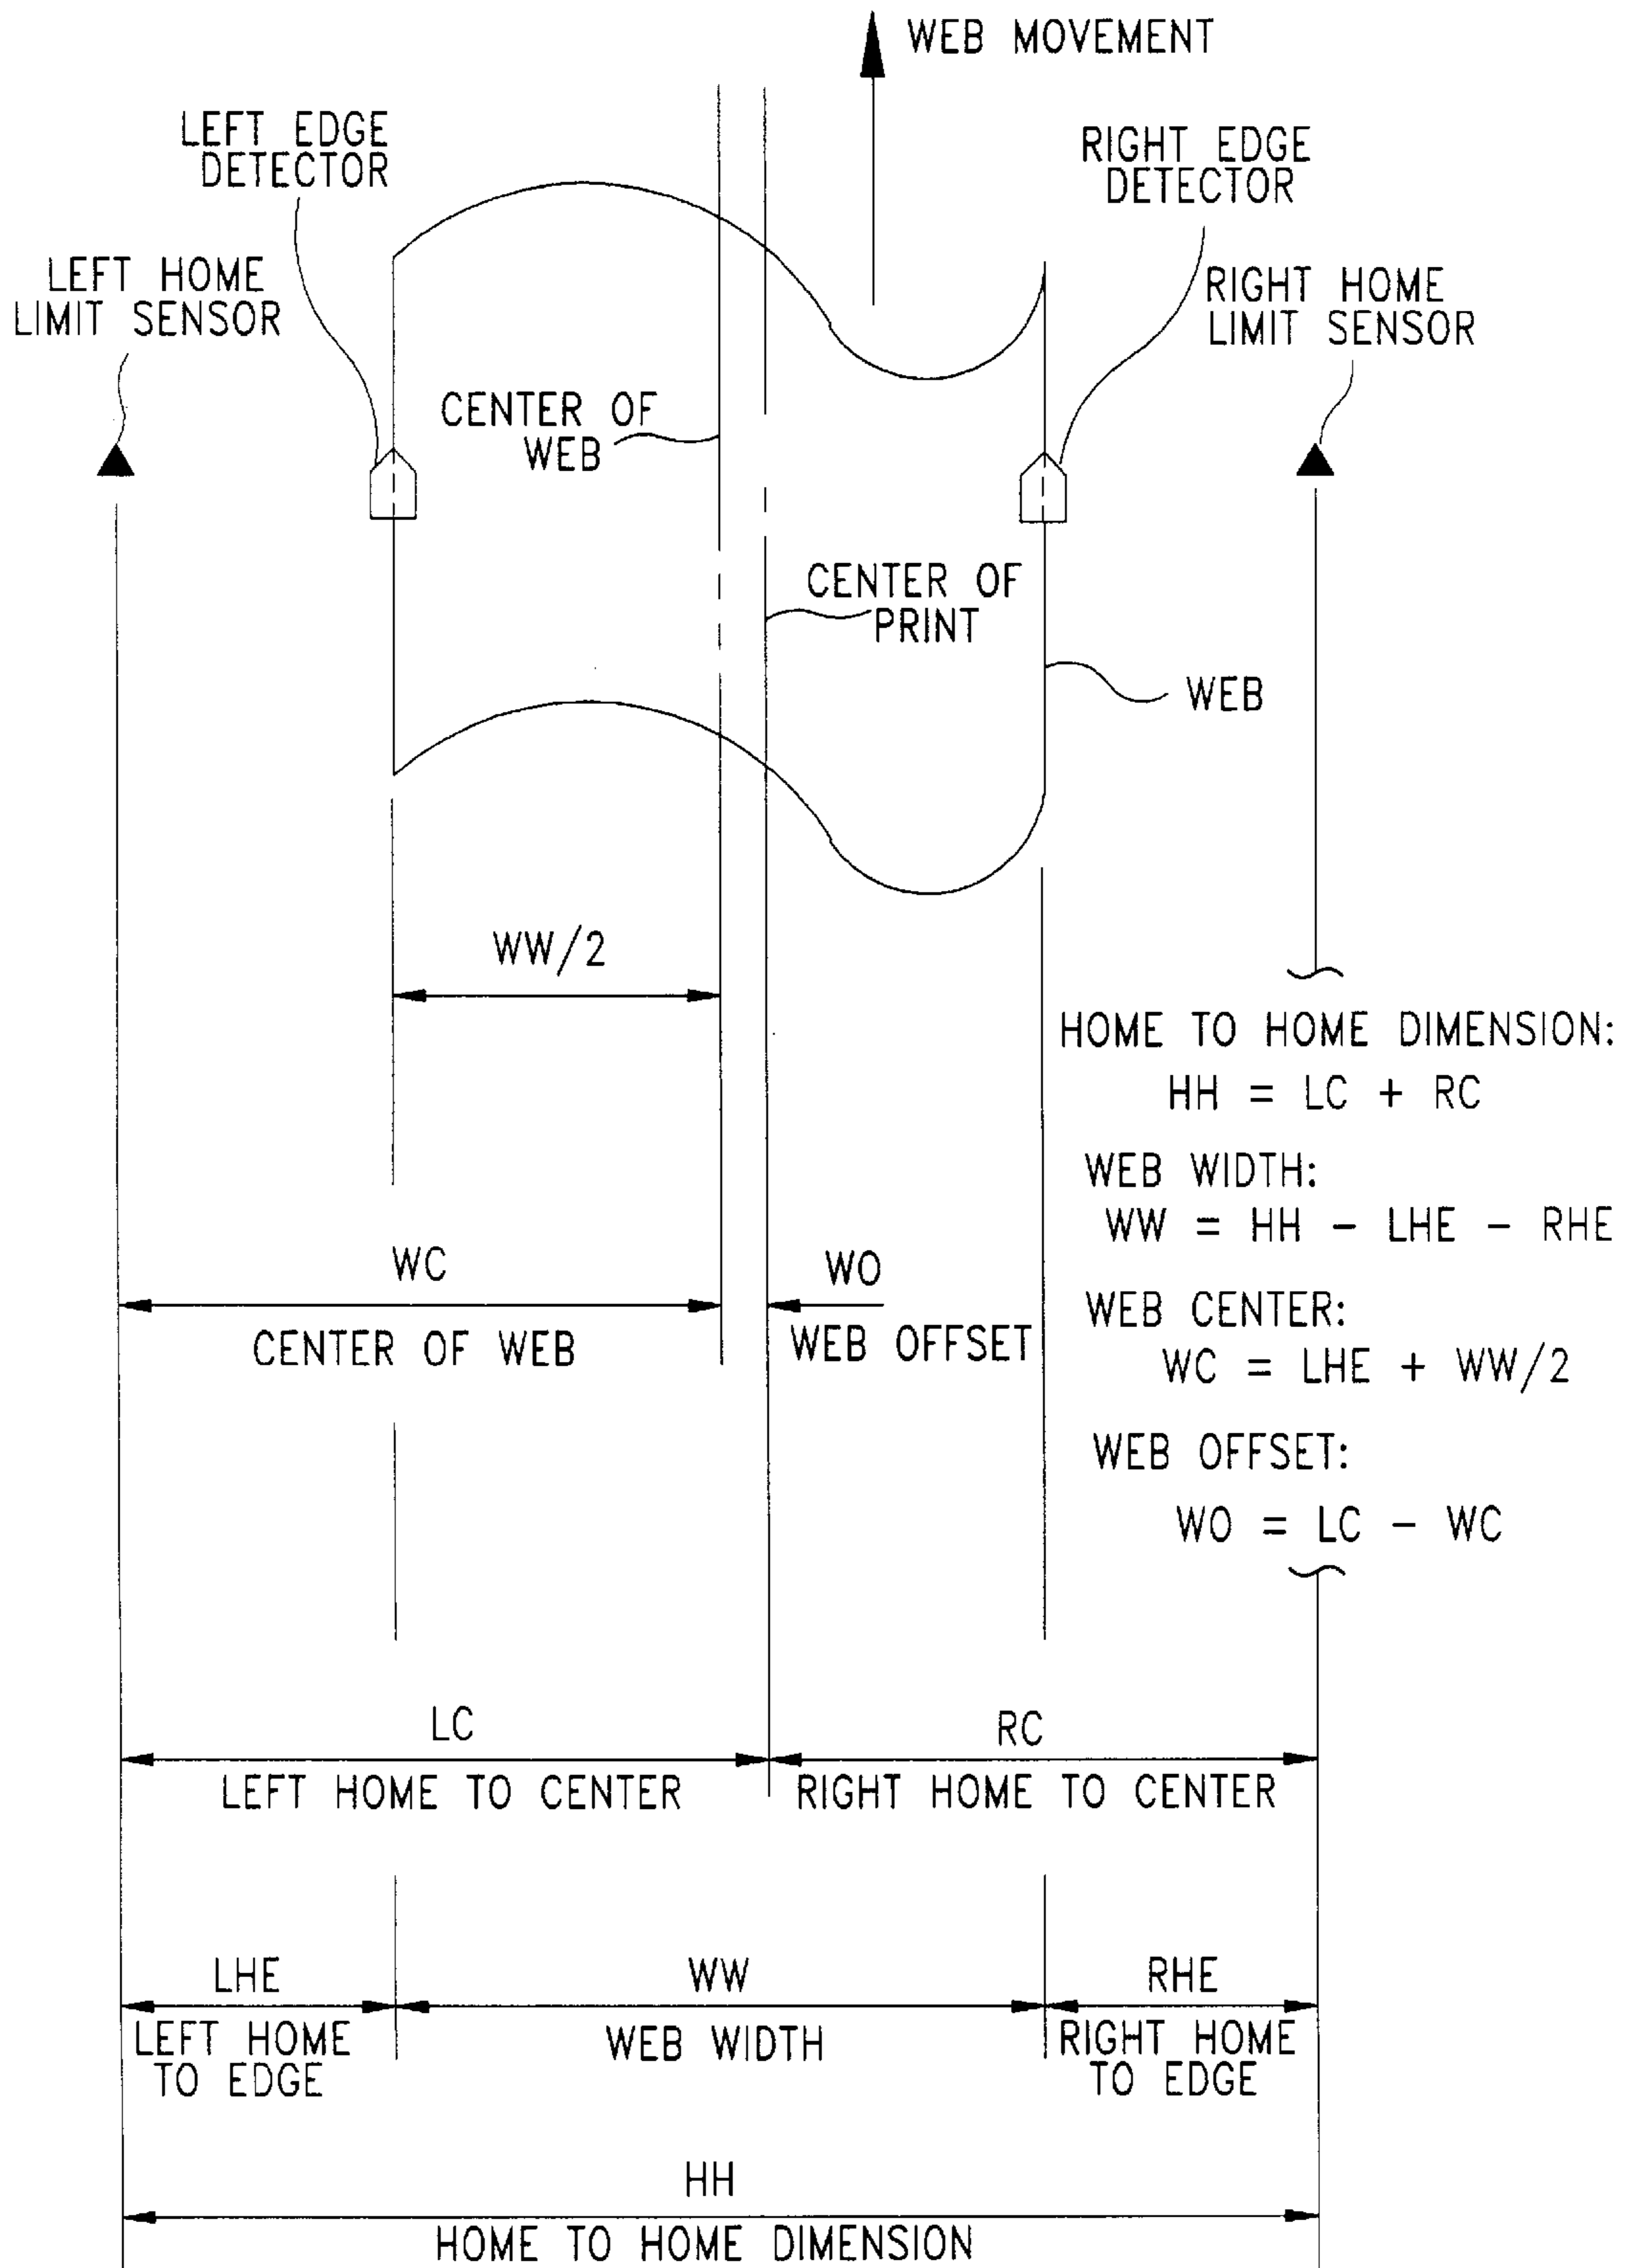 WEB MOVEMENT
LEFT EDGE
DETECTOR
RIGHT EDGE
DETECTOR
LEFT HOME
LIMIT SENSOR
RIGHT HOME
LIMIT SENSOR
CENTER OF
WEB
CENTER OF
PRINT
WEB
WW/2
HOME TO HOME DIMENSION:
HH = LC + RC
WEB WIDTH:
WW = HH - LHE - RHE
WC
CENTER OF WEB
WO
WEB OFFSET
WEB CENTER:
WC = LHE + WW/2
WEB OFFSET:
WO = LC - WC
LC
LEFT HOME TO CENTER
RC
RIGHT HOME TO CENTER
LHE
LEFT HOME
TO EDGE
WW
WEB WIDTH
RHE
RIGHT HOME
TO EDGE
HH
HOME TO HOME DIMENSION